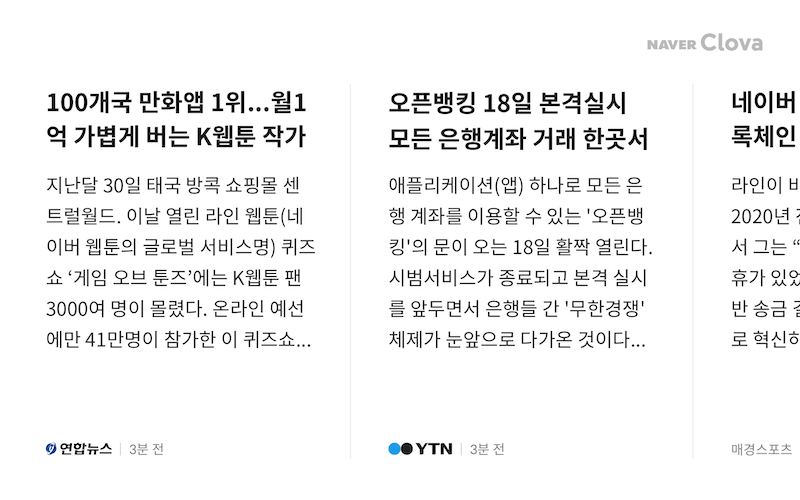 NAVER Clova
100개국 만화앱 1위...월1
억 가볍게 버는 K웹툰 작가
지난달 30일 태국 방콕 쇼핑몰 센
트럴월드. 이날 열린 라인 웹툰(네
이버 웹툰의 글로벌 서비스명) 퀴즈
쇼 ‘게임 오브 툰즈’에는 K웹툰 팬
3000여 명이 몰렸다. 온라인 예선
에만 41만명이 참가한 이 퀴즈쇼...
연합뉴스 3분 전
오픈뱅킹 18일 본격실시
모든 은행계좌 거래 한곳서
애플리케이션(앱) 하나로 모든 은
행 계좌를 이용할 수 있는 '오픈뱅
킹'의 문이 오는 18일 활짝 열린다.
시범서비스가 종료되고 본격 실시
를 앞두면서 은행들 간 '무한경쟁'
체제가 눈앞으로 다가온 것이다...
YTN 3분 전
네이버
록체인
라인이
2020년
서 그는 “
휴가 있었
반 송금
로 혁신하
매경스포츠